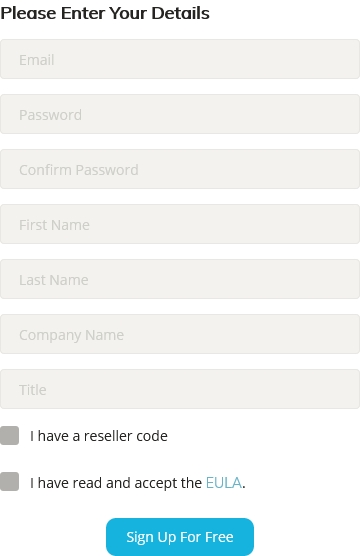 Please Enter Your Details
Email
Password
Confirm Password
First Name
Last Name
Company Name
Title
I have a reseller code
I have read and accept the EULA.
Sign Up For Free